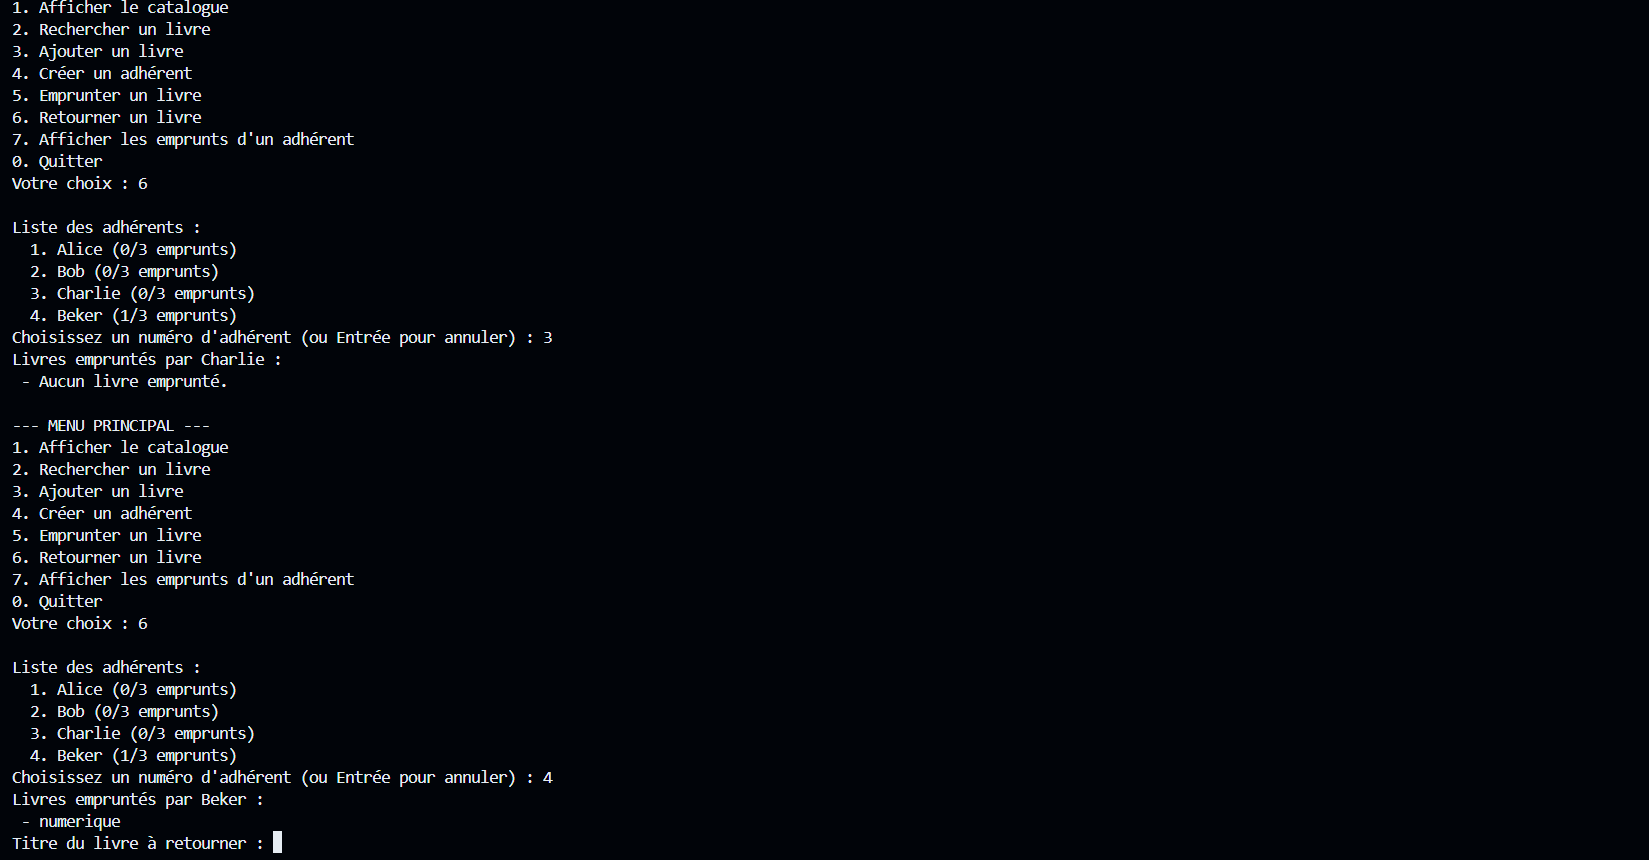 1. Afficher le catalogue
2. Rechercher un livre
3. Ajouter un livre
4. Créer un adhérent
5. Emprunter un livre
6. Retourner un livre
7. Afficher les emprunts d'un adhérent
0. Quitter
Votre choix : 6
Liste des adhérents :
1. Alice (0/3 emprunts)
2. Bob (0/3 emprunts)
3. Charlie (0/3 emprunts)
4. Beker (1/3 emprunts)
Choisissez un numéro d'adhérent (ou Entrée pour annuler) : 3
Livres empruntés par Charlie :
- Aucun livre emprunté.
--- MENU PRINCIPAL ---
1. Afficher le catalogue
2. Rechercher un livre
3. Ajouter un livre
4. Créer un adhérent
5. Emprunter un livre
6. Retourner un livre
7. Afficher les emprunts d'un adhérent
0. Quitter
Votre choix : 6
Liste des adhérents :
1. Alice (0/3 emprunts)
2. Bob (0/3 emprunts)
3. Charlie (0/3 emprunts)
4. Beker (1/3 emprunts)
Choisissez un numéro d'adhérent (ou Entrée pour annuler) : 4
Livres empruntés par Beker :
- numerique
Titre du livre à retourner :